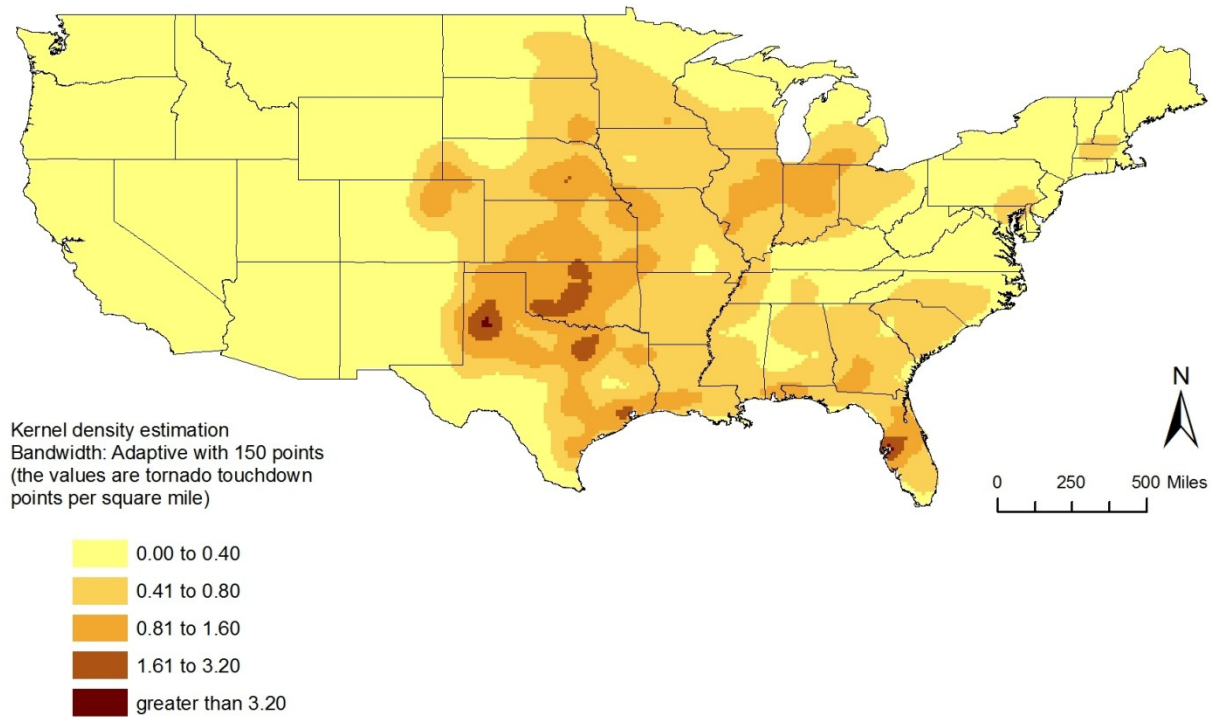 Kernel density estimation
Bandwidth: Adaptive with 150 points
(the values are tornado touchdown
points per square mile)
0.00 to 0.40
0.41 to 0.80
0.81 to 1.60
1.61 to 3.20
greater than 3.20
N
0 250 500 Miles